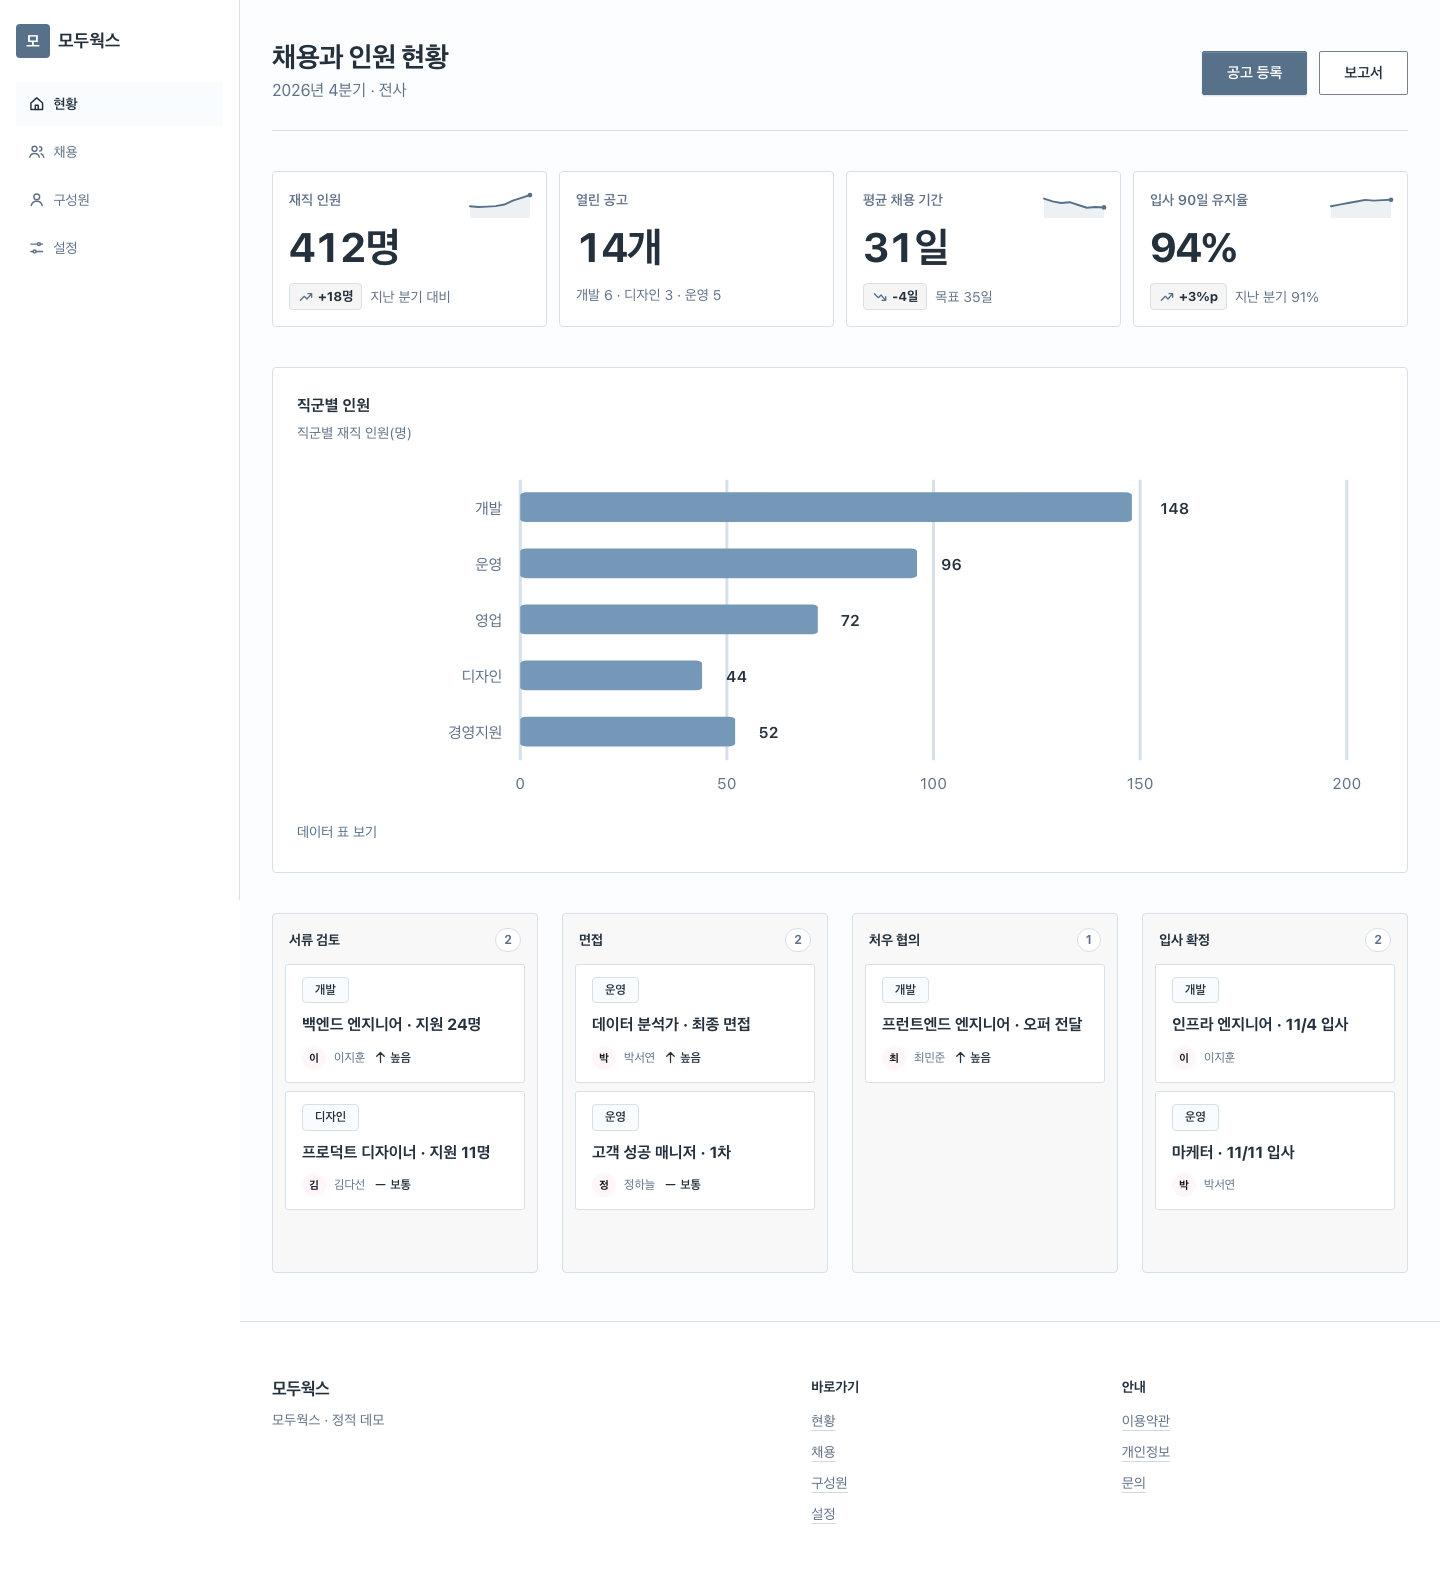 모 모두웍스
현황
채용
구성원
설정
채용과 인원 현황
2026년 4분기 · 전사
공고 등록
보고서
재직 인원
412명
+18명 지난 분기 대비
열린 공고
14개
개발 6 · 디자인 3 · 운영 5
평균 채용 기간
31일
-4일 목표 35일
입사 90일 유지율
94%
+3%p 지난 분기 91%
직군별 인원
직군별 재직 인원(명)
개발 148
운영 96
영업 72
디자인 44
경영지원 52
0 50 100 150 200
데이터 표 보기
서류 검토 2
개발
백엔드 엔지니어 · 지원 24명
이 이지훈 ↑ 높음
디자인
프로덕트 디자이너 · 지원 11명
김 김다선 — 보통
면접 2
운영
데이터 분석가 · 최종 면접
박 박서연 ↑ 높음
운영
고객 성공 매니저 · 1차
정 정하늘 — 보통
처우 협의 1
개발
프런트엔드 엔지니어 · 오퍼 전달
최 최민준 ↑ 높음
입사 확정 2
개발
인프라 엔지니어 · 11/4 입사
이 이지훈
운영
마케터 · 11/11 입사
박 박서연
모두웍스
모두웍스 · 정적 데모
바로가기
현황
채용
구성원
설정
안내
이용약관
개인정보
문의